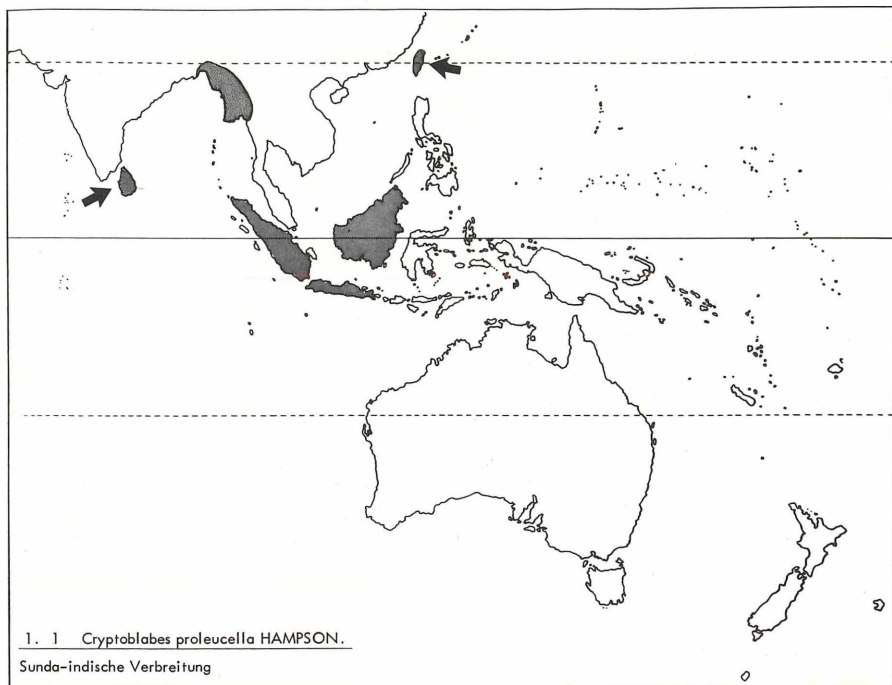 1. 1 Cryptoblabes proleucella HAMPSON.
Sunda-indische Verbreitung